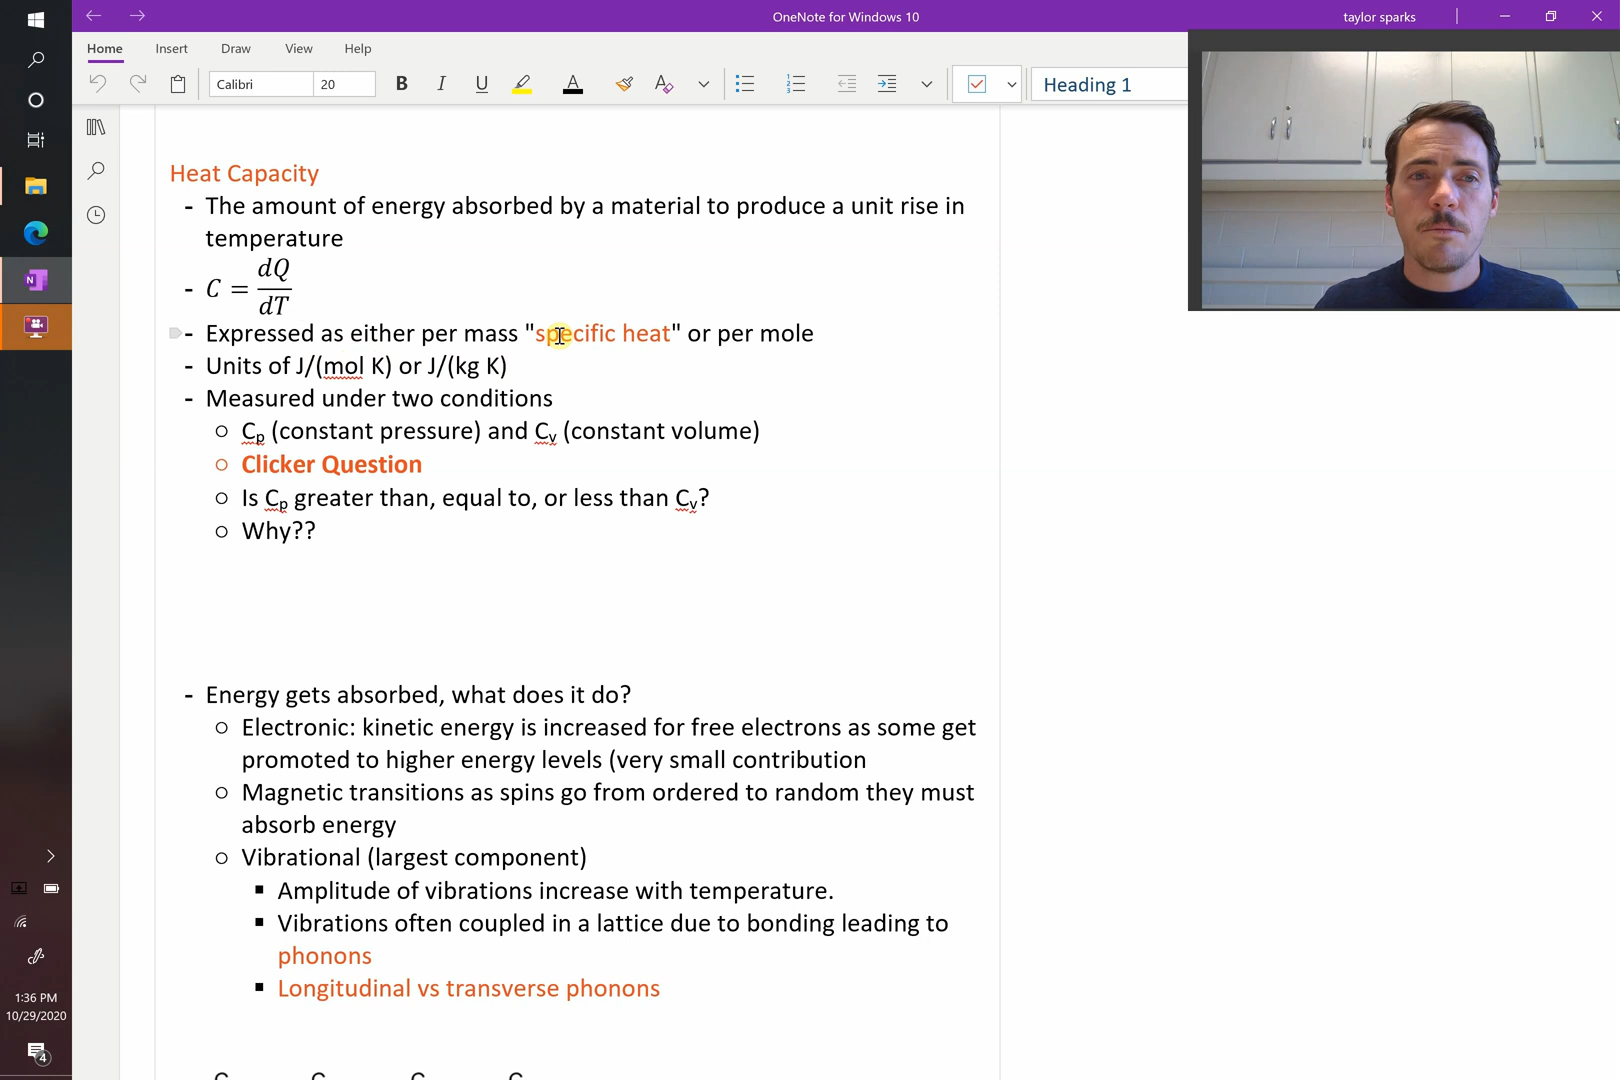 OneNote for Windows 10
taylor sparks
Home Insert Draw View Help
Calibri 20 B I U A A Heading 1
Heat Capacity
- The amount of energy absorbed by a material to produce a unit rise in
temperature
- C = dQ/dT
- Expressed as either per mass "specific heat" or per mole
- Units of J/(mol K) or J/(kg K)
- Measured under two conditions
○ Cp (constant pressure) and Cv (constant volume)
○ Clicker Question
○ Is Cp greater than, equal to, or less than Cv?
○ Why??
- Energy gets absorbed, what does it do?
○ Electronic: kinetic energy is increased for free electrons as some get
promoted to higher energy levels (very small contribution
○ Magnetic transitions as spins go from ordered to random they must
absorb energy
○ Vibrational (largest component)
▪ Amplitude of vibrations increase with temperature.
▪ Vibrations often coupled in a lattice due to bonding leading to
phonons
▪ Longitudinal vs transverse phonons
N
1:36 PM
10/29/2020
4